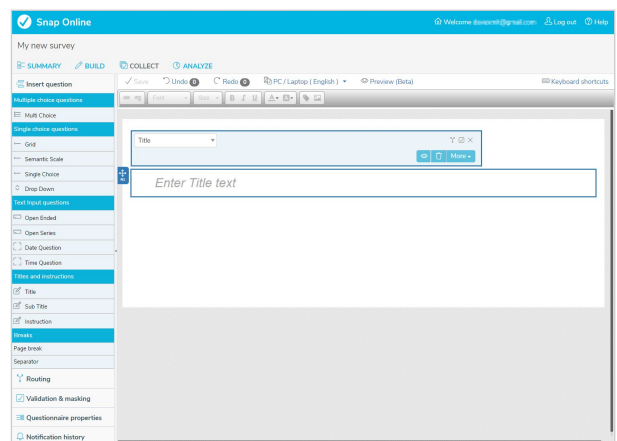 Snap Online
Welcome @gmail.com Log out Help
My new survey
SUMMARY BUILD COLLECT ANALYZE
Insert question
Save Undo 0 Redo 0 PC / Laptop ( English ) Preview (Beta) Keyboard shortcuts
Multiple choice questions
Font Size B I U A A
Multi Choice
Single choice questions
Grid
Title
Semantic Scale
More
Single Choice
Enter Title text
Drop Down
Text Input questions
Open Ended
Open Series
Date Question
Time Question
Titles and instructions
Title
Sub Title
Instruction
Breaks
Page break
Separator
Routing
Validation & masking
Questionnaire properties
Notification history